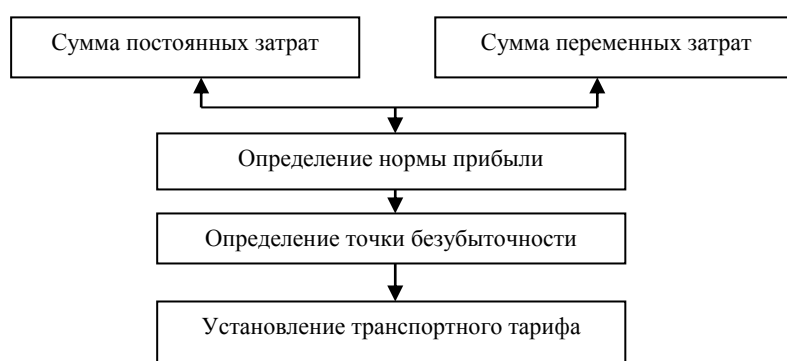 Сумма постоянных затрат
Сумма переменных затрат
Определение нормы прибыли
Определение точки безубыточности
Установление транспортного тарифа